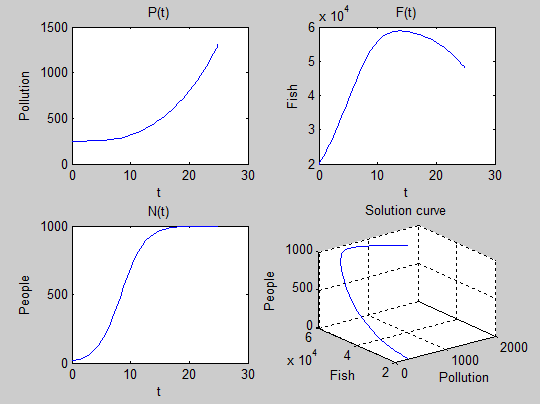 P(t)
Pollution
1500
1000
500
0
0 10 20 30
t
F(t)
x 10^4
Fish
6
5
4
3
2
0 10 20 30
t
N(t)
People
1000
500
0
0 10 20 30
t
Solution curve
People
1000
500
0
6
x 10^4
4
2
Fish
0
1000
2000
Pollution